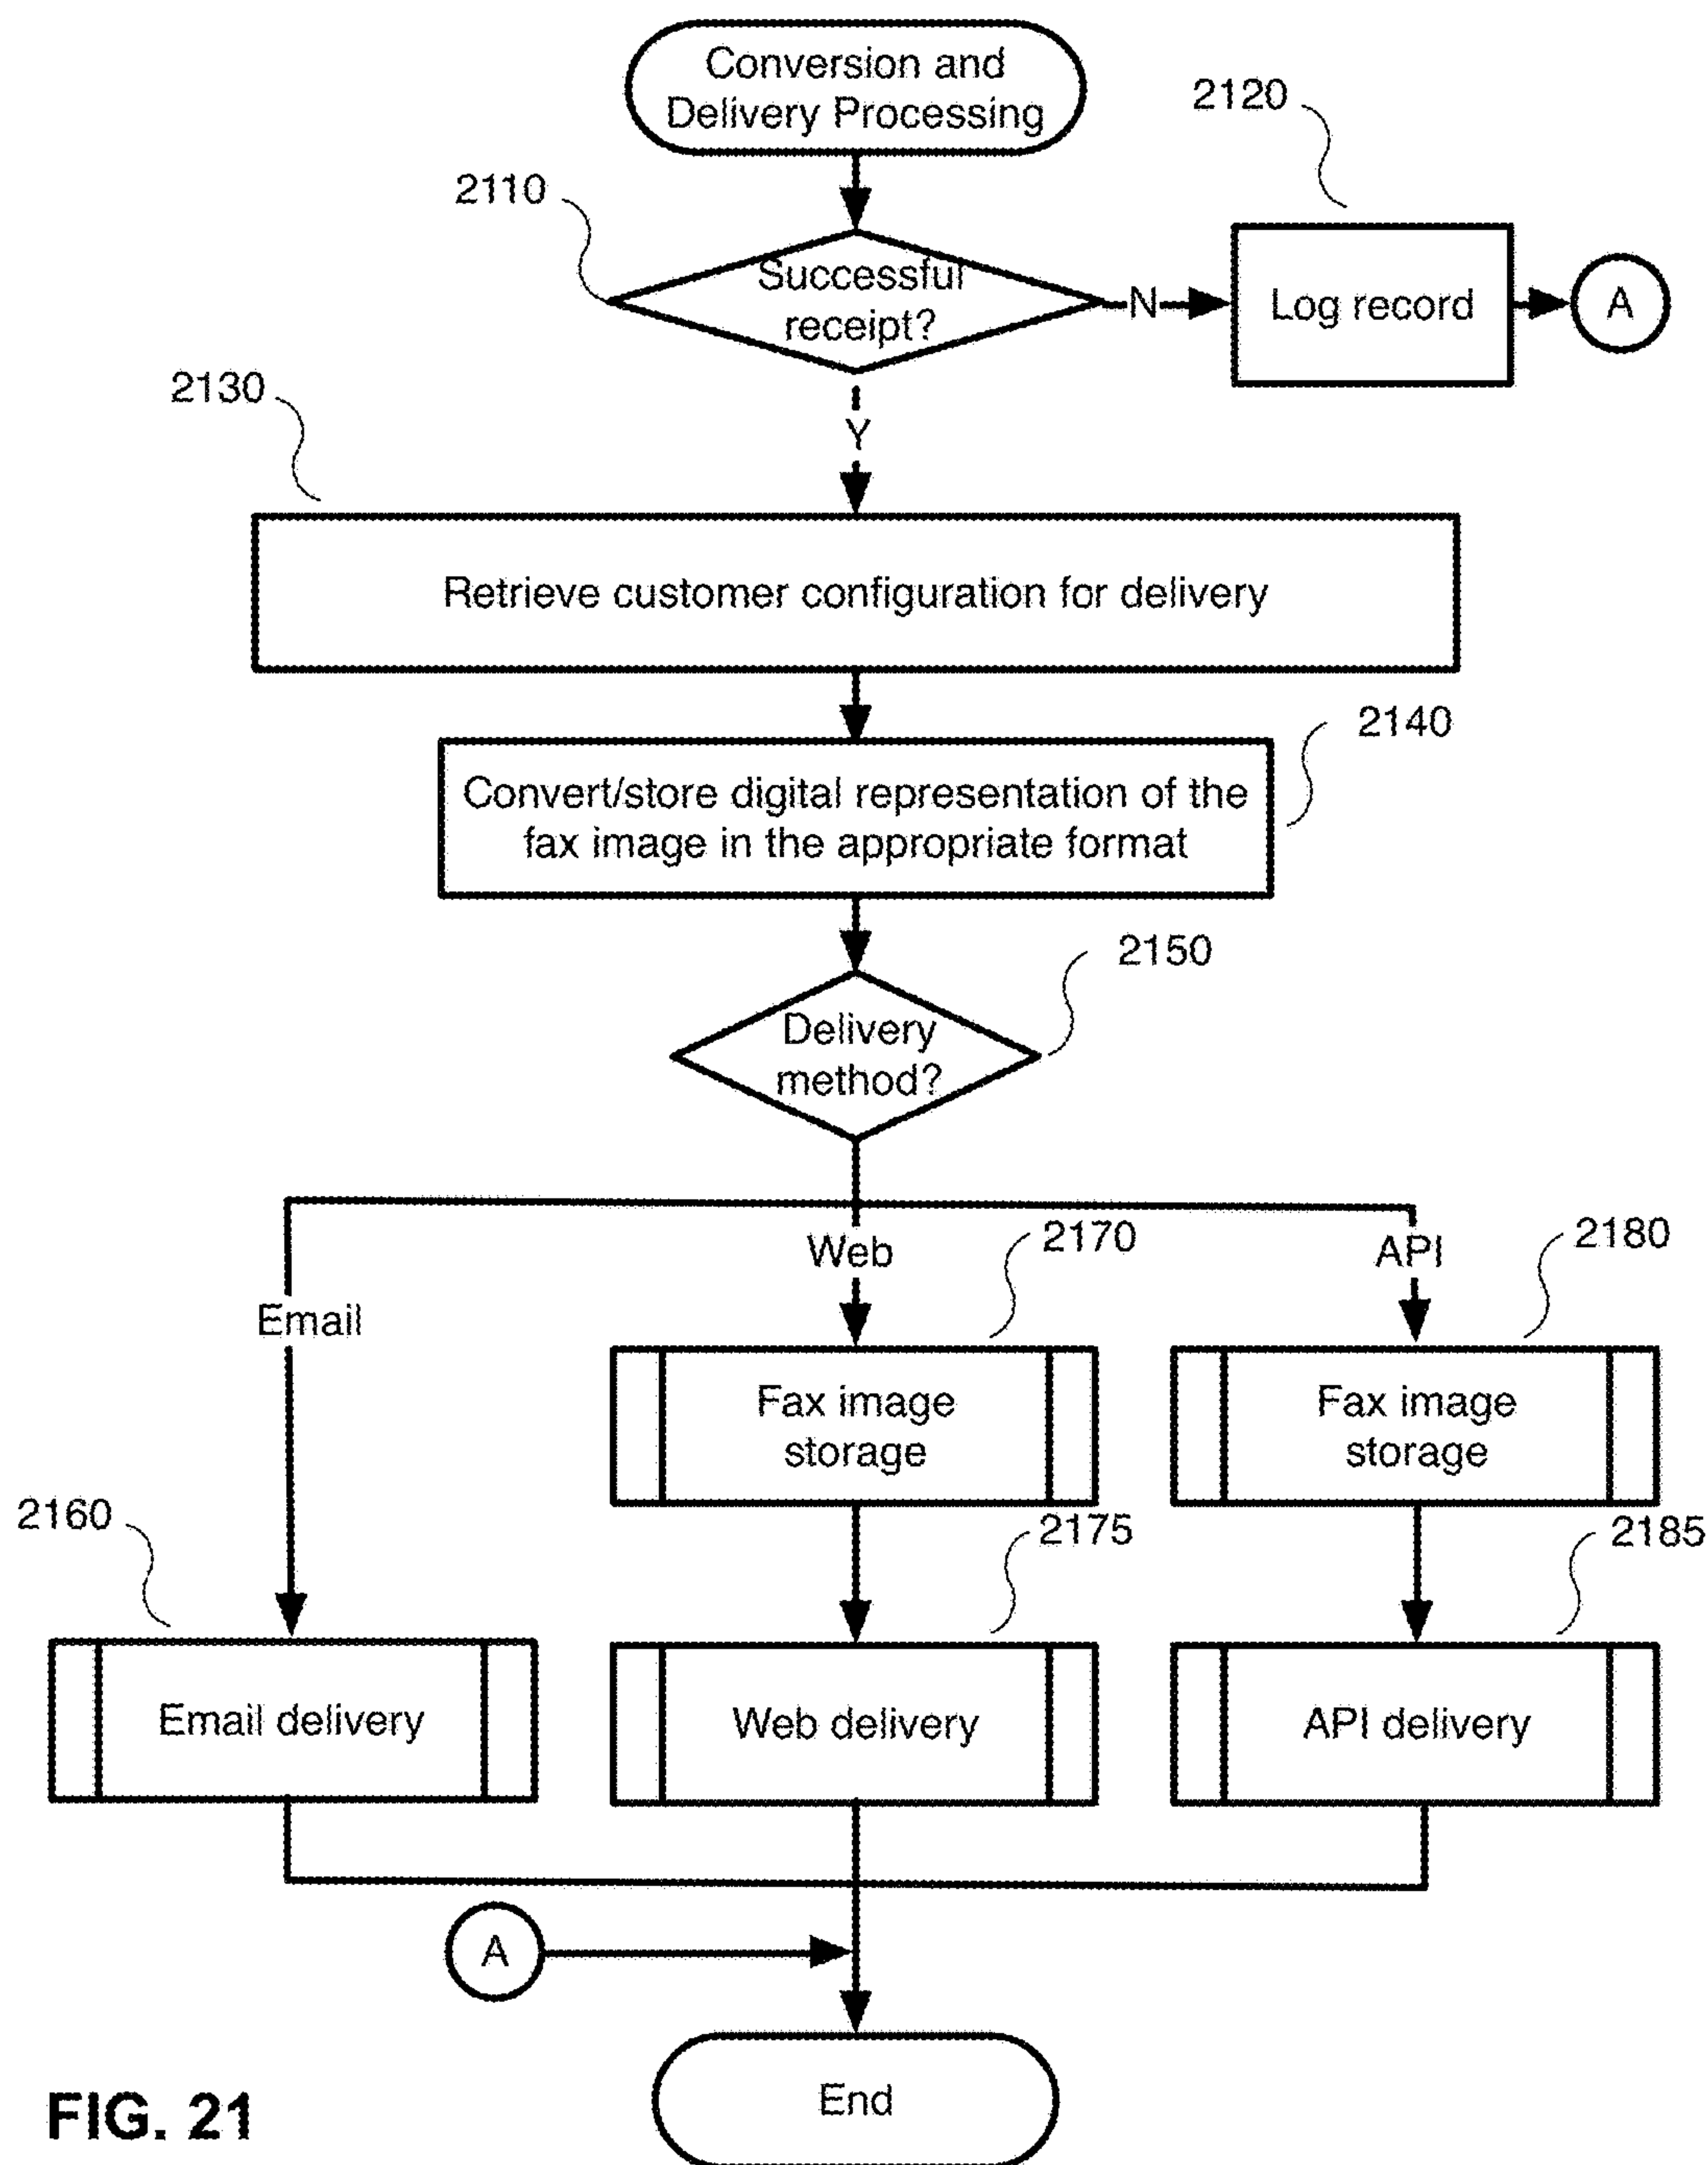 Conversion and
Delivery Processing
2120
2110
Successful
receipt?
N
Log record
A
2130
Y
Retrieve customer configuration for delivery
2140
Convert/store digital representation of the
fax image in the appropriate format
2150
Delivery
method?
Web
2170
API
2180
Email
Fax image
storage
Fax image
storage
2160
2175
2185
Email delivery
Web delivery
API delivery
A
End
FIG. 21